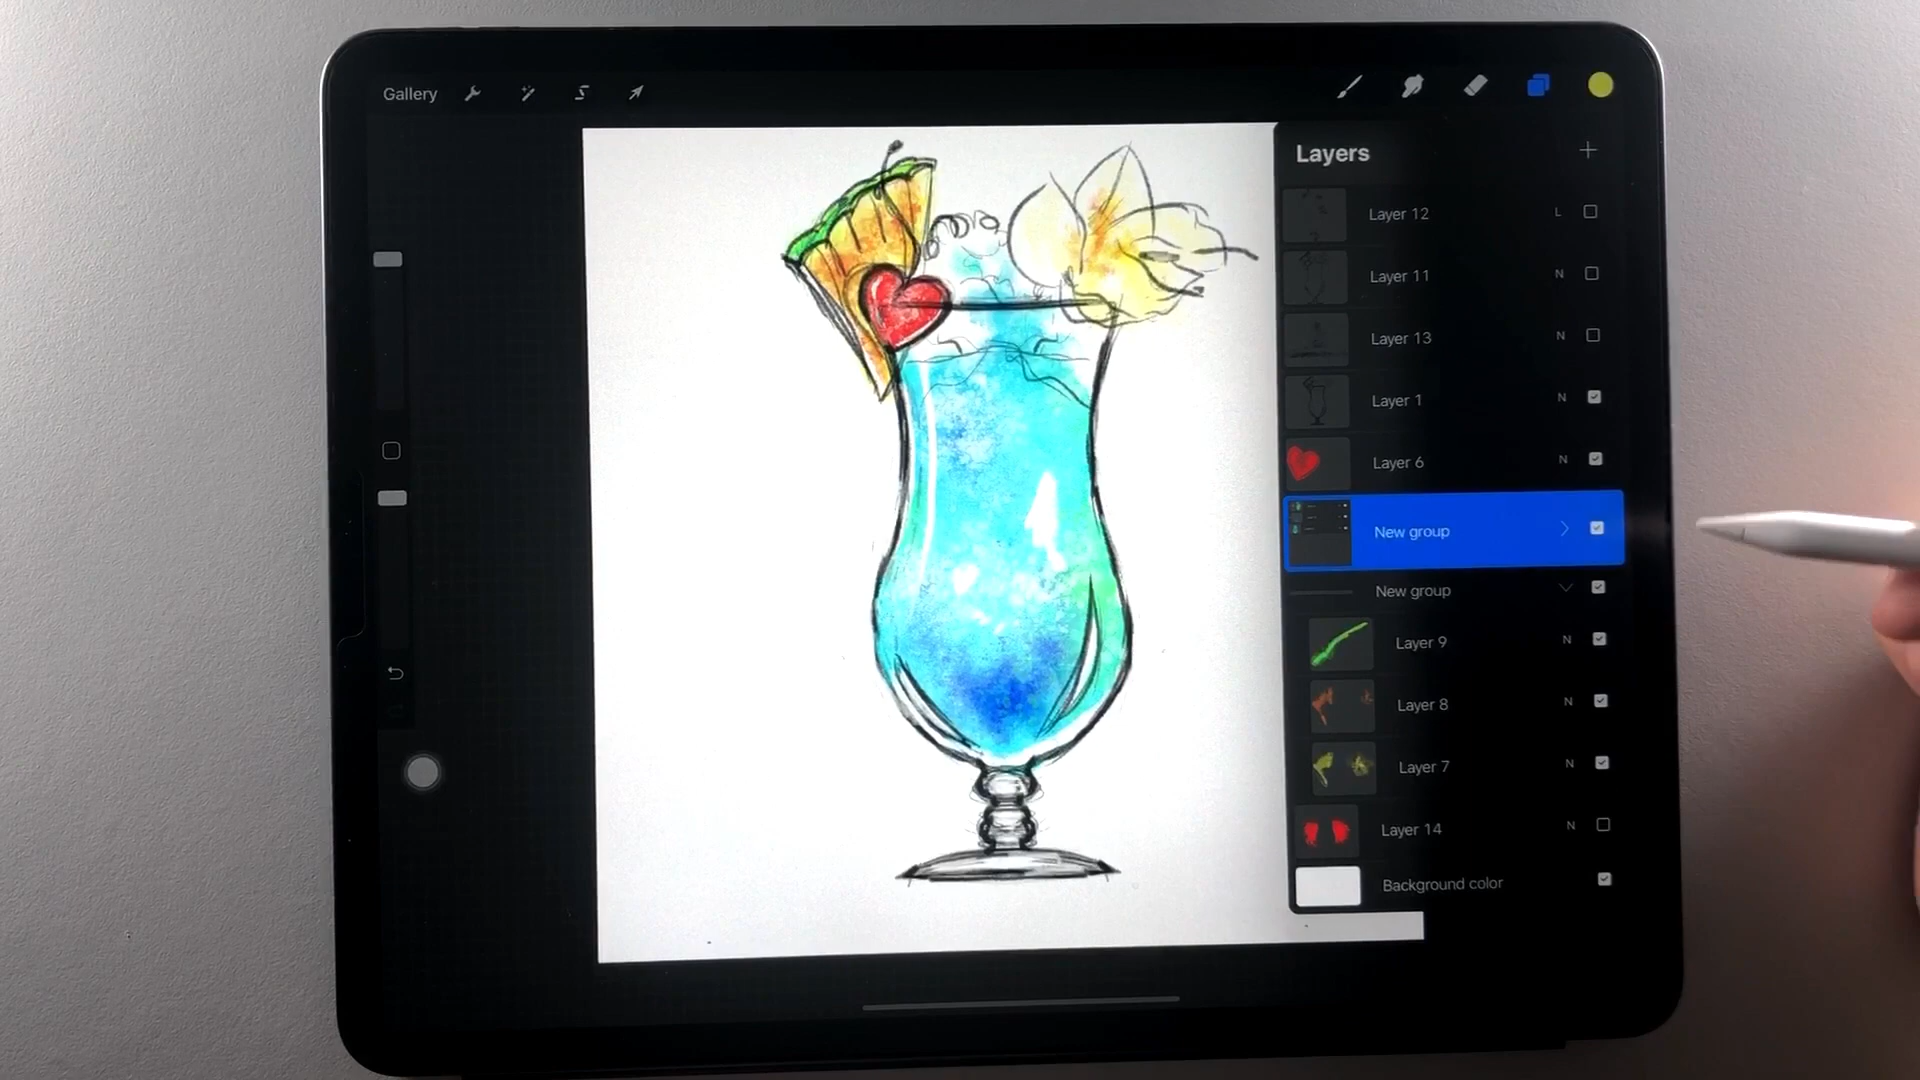 Gallery
Layers
Layer 12 L
Layer 11 N
Layer 13 N
Layer 1 N
Layer 6 N
New group
New group
Layer 9 N
Layer 8 N
Layer 7 N
Layer 14 N
Background color